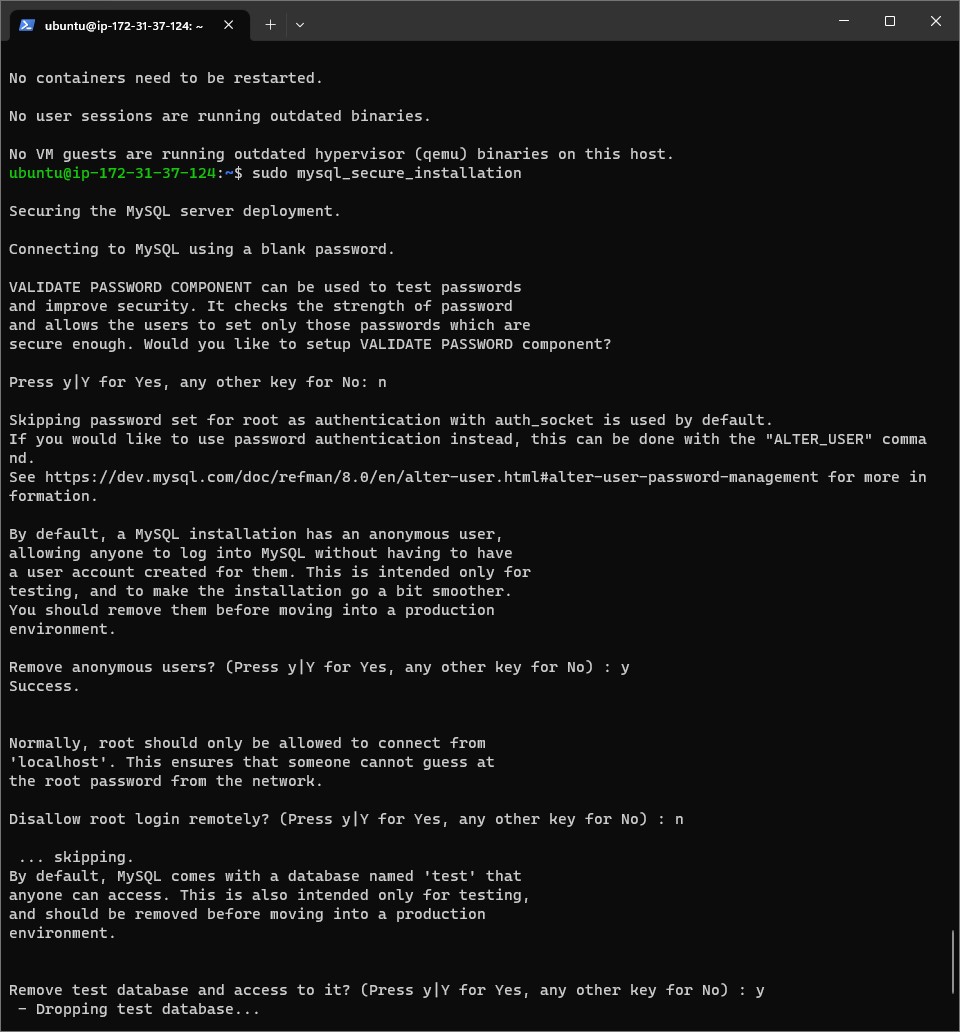 ubuntu@ip-172-31-37-124: ~
No containers need to be restarted.
No user sessions are running outdated binaries.
No VM guests are running outdated hypervisor (qemu) binaries on this host.
ubuntu@ip-172-31-37-124:~$ sudo mysql_secure_installation
Securing the MySQL server deployment.
Connecting to MySQL using a blank password.
VALIDATE PASSWORD COMPONENT can be used to test passwords
and improve security. It checks the strength of password
and allows the users to set only those passwords which are
secure enough. Would you like to setup VALIDATE PASSWORD component?
Press y|Y for Yes, any other key for No: n
Skipping password set for root as authentication with auth_socket is used by default.
If you would like to use password authentication instead, this can be done with the "ALTER_USER" comma
nd.
See https://dev.mysql.com/doc/refman/8.0/en/alter-user.html#alter-user-password-management for more in
formation.
By default, a MySQL installation has an anonymous user,
allowing anyone to log into MySQL without having to have
a user account created for them. This is intended only for
testing, and to make the installation go a bit smoother.
You should remove them before moving into a production
environment.
Remove anonymous users? (Press y|Y for Yes, any other key for No) : y
Success.
Normally, root should only be allowed to connect from
'localhost'. This ensures that someone cannot guess at
the root password from the network.
Disallow root login remotely? (Press y|Y for Yes, any other key for No) : n
 ... skipping.
By default, MySQL comes with a database named 'test' that
anyone can access. This is also intended only for testing,
and should be removed before moving into a production
environment.
Remove test database and access to it? (Press y|Y for Yes, any other key for No) : y
 - Dropping test database...